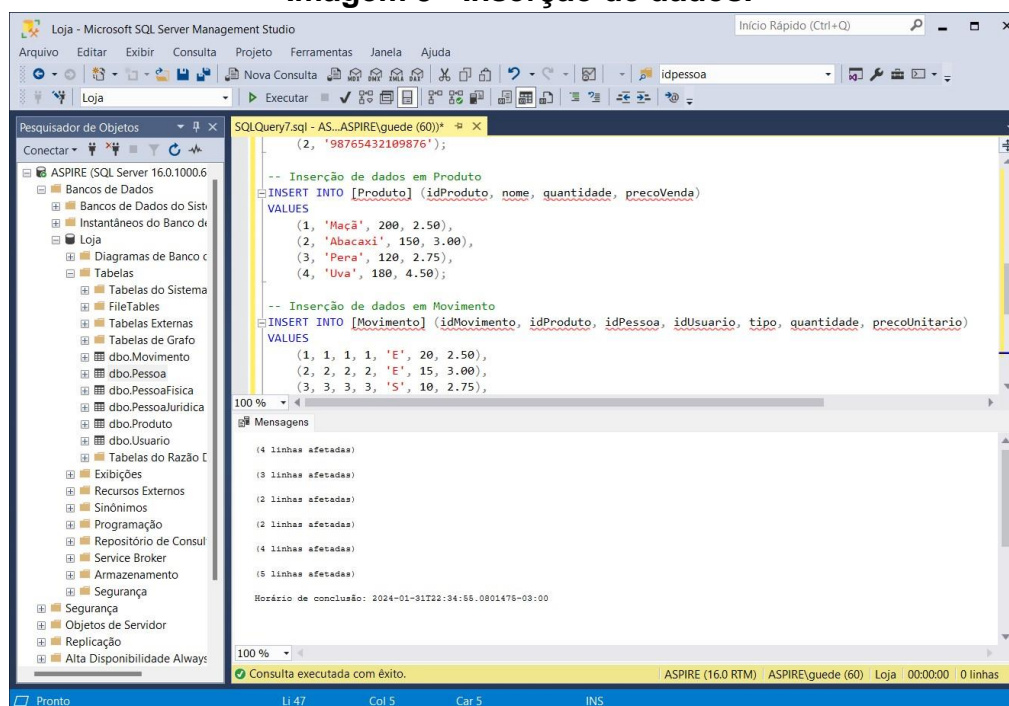 Loja - Microsoft SQL Server Management Studio
Início Rápido (Ctrl+Q)
Arquivo Editar Exibir Consulta Projeto Ferramentas Janela Ajuda
Nova Consulta idpessoa
Loja Executar
Pesquisador de Objetos
Conectar
ASPIRE (SQL Server 16.0.1000.6
Bancos de Dados
Bancos de Dados do Siste
Instantâneos do Banco de
Loja
Diagramas de Banco d
Tabelas
Tabelas do Sistema
FileTables
Tabelas Externas
Tabelas de Grafo
dbo.Movimento
dbo.Pessoa
dbo.PessoaFisica
dbo.PessoaJuridica
dbo.Produto
dbo.Usuario
Tabelas do Razão D
Exibições
Recursos Externos
Sinônimos
Programação
Repositório de Consul
Service Broker
Armazenamento
Segurança
Segurança
Objetos de Servidor
Replicação
Alta Disponibilidade Always
SQLQuery7.sql - AS...ASPIRE\guede (60))*
(2, '98765432109876');
-- Inserção de dados em Produto
INSERT INTO [Produto] (idProduto, nome, quantidade, precoVenda)
VALUES
(1, 'Maçã', 200, 2.50),
(2, 'Abacaxi', 150, 3.00),
(3, 'Pera', 120, 2.75),
(4, 'Uva', 180, 4.50);
-- Inserção de dados em Movimento
INSERT INTO [Movimento] (idMovimento, idProduto, idPessoa, idUsuario, tipo, quantidade, precoUnitario)
VALUES
(1, 1, 1, 1, 'E', 20, 2.50),
(2, 2, 2, 2, 'E', 15, 3.00),
(3, 3, 3, 3, 'S', 10, 2.75),
100 %
Mensagens
(4 linhas afetadas)
(3 linhas afetadas)
(2 linhas afetadas)
(2 linhas afetadas)
(4 linhas afetadas)
(5 linhas afetadas)
Horário de conclusão: 2024-01-31T22:34:55.0801475-03:00
100 %
Consulta executada com êxito. ASPIRE (16.0 RTM) ASPIRE\guede (60) Loja 00:00:00 0 linhas
Pronto Li 47 Col 5 Car 5 INS